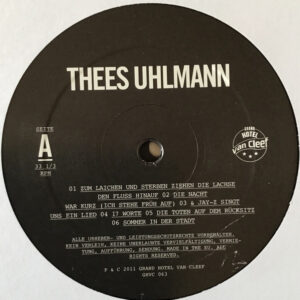 THEES UHLMANN
SEITE
A
33 1/3
RPM
GRAND
HOTEL
van Cleef
01 ZUM LAICHEN UND STERBEN ZIEHEN DIE LACHSE
DEN FLUSS HINAUF 02 DIE NACHT
WAR KURZ (ICH STEHE FRÜH AUF) 03 & JAY-Z SINGT
UNS EIN LIED 04 17 WORTE 05 DIE TOTEN AUF DEM RÜCKSITZ
06 SOMMER IN DER STADT
ALLE URHEBER- UND LEISTUNGSSCHUTZRECHTE VORBEHALTEN.
KEIN VERLEIH, KEINE UNERLAUBTE VERVIELFÄLTIGUNG, VERMIE-
TUNG, AUFFÜHRUNG, SENDUNG. MADE IN THE EU. ALL
RIGHTS RESERVED.
P & C 2011 GRAND HOTEL VAN CLEEF
GHVC 063